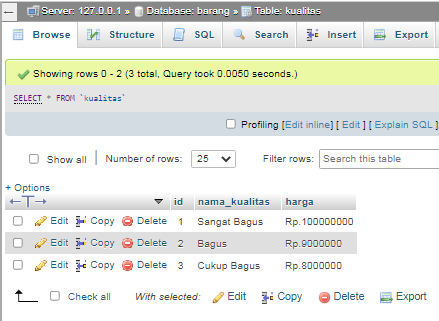 Server: 127.0.0.1 » Database: barang » Table: kualitas
Browse Structure SQL Search Insert Export
Showing rows 0 - 2 (3 total, Query took 0.0050 seconds.)
SELECT * FROM `kualitas`
Profiling [Edit inline] [ Edit ] [ Explain SQL ]
Show all | Number of rows: 25 Filter rows: Search this table
+ Options
id nama_kualitas harga
Edit Copy Delete 1 Sangat Bagus Rp.100000000
Edit Copy Delete 2 Bagus Rp.9000000
Edit Copy Delete 3 Cukup Bagus Rp.8000000
Check all With selected: Edit Copy Delete Export